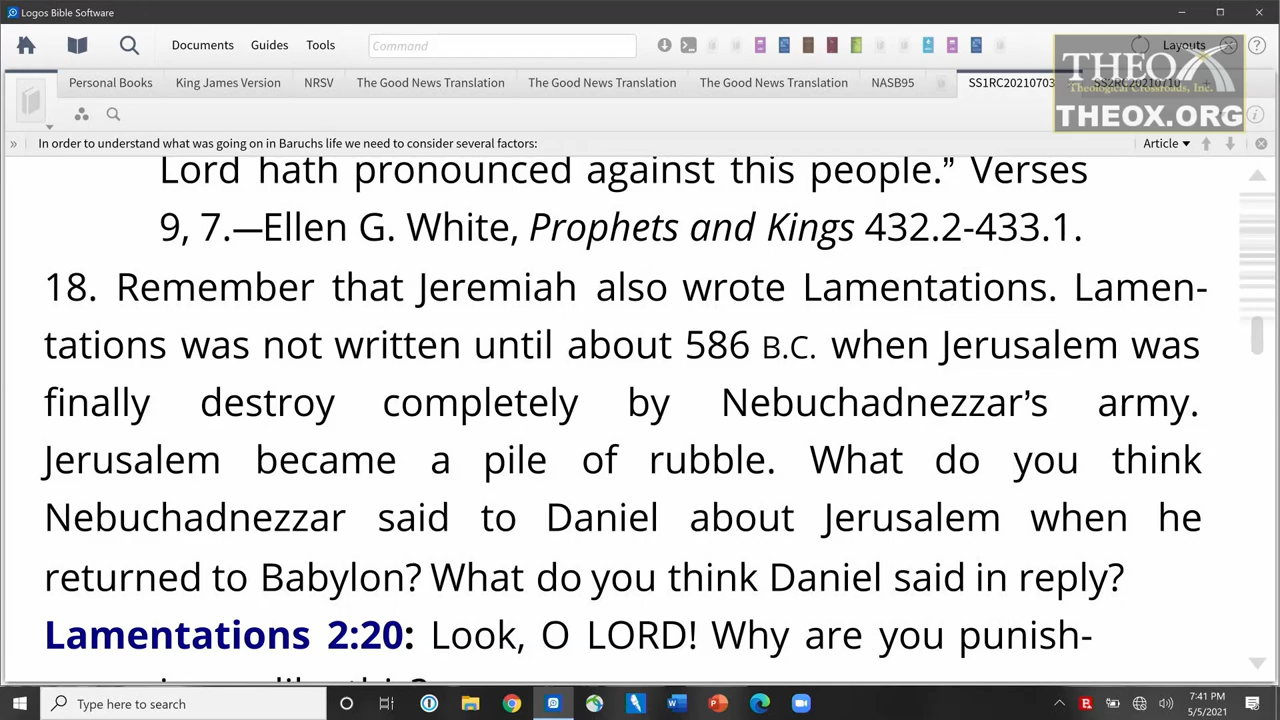 Logos Bible Software
Documents Guides Tools Command Layouts
Personal Books King James Version NRSV The Good News Translation The Good News Translation The Good News Translation NASB95 SS1RC20210703
THEOX
Theological Crossroads, Inc.
THEOX.ORG
In order to understand what was going on in Baruchs life we need to consider several factors: Article
Lord hath pronounced against this people.” Verses
9, 7.—Ellen G. White, Prophets and Kings 432.2-433.1.
18. Remember that Jeremiah also wrote Lamentations. Lamen-
tations was not written until about 586 B.C. when Jerusalem was
finally destroy completely by Nebuchadnezzar’s army.
Jerusalem became a pile of rubble. What do you think
Nebuchadnezzar said to Daniel about Jerusalem when he
returned to Babylon? What do you think Daniel said in reply?
Lamentations 2:20: Look, O LORD! Why are you punish-
Type here to search
7:41 PM
5/5/2021